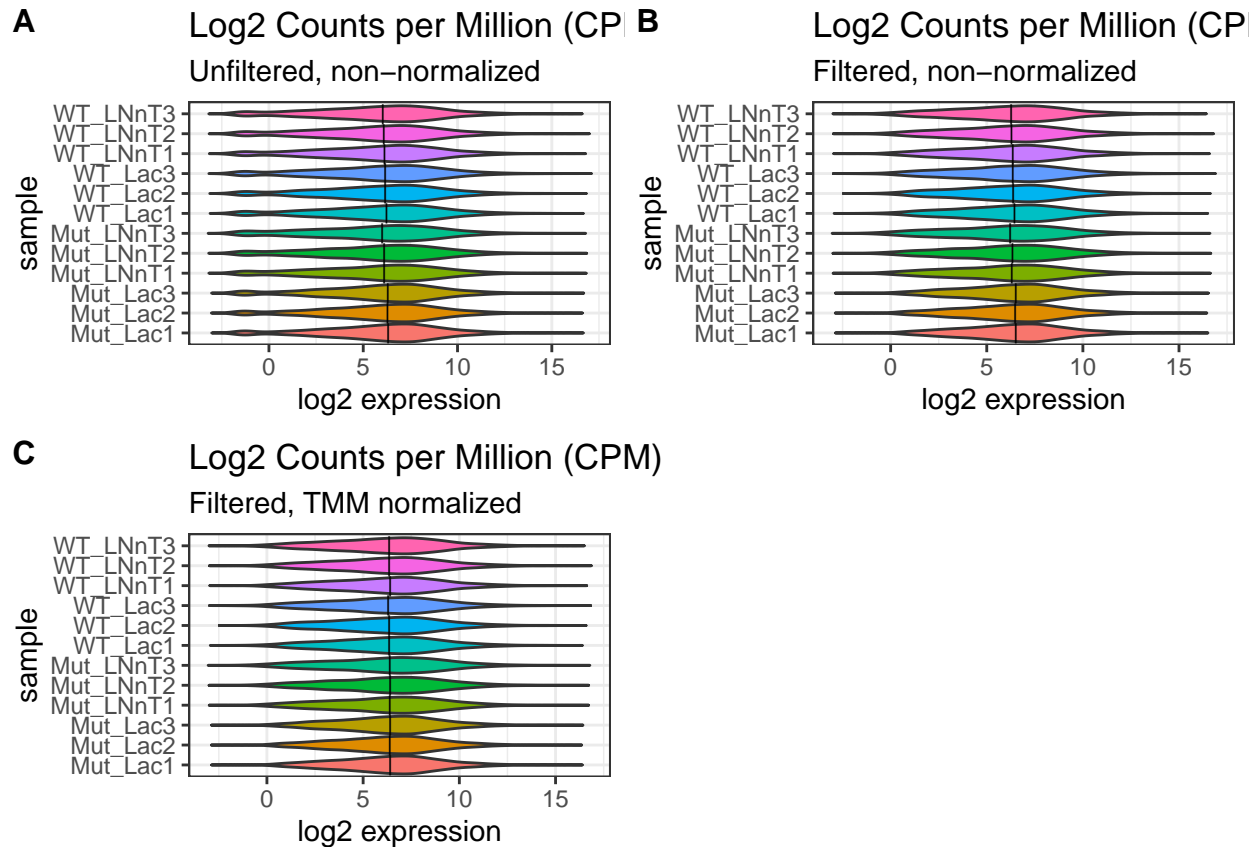 A
Log2 Counts per Million (CP
Unfiltered, non−normalized
WT_LNnT3
WT_LNnT2
WT_LNnT1
WT_Lac3
WT_Lac2
WT_Lac1
Mut_LNnT3
Mut_LNnT2
Mut_LNnT1
Mut_Lac3
Mut_Lac2
Mut_Lac1
sample
0 5 10 15
log2 expression
B
Log2 Counts per Million (CP
Filtered, non−normalized
WT_LNnT3
WT_LNnT2
WT_LNnT1
WT_Lac3
WT_Lac2
WT_Lac1
Mut_LNnT3
Mut_LNnT2
Mut_LNnT1
Mut_Lac3
Mut_Lac2
Mut_Lac1
sample
0 5 10 15
log2 expression
C
Log2 Counts per Million (CPM)
Filtered, TMM normalized
WT_LNnT3
WT_LNnT2
WT_LNnT1
WT_Lac3
WT_Lac2
WT_Lac1
Mut_LNnT3
Mut_LNnT2
Mut_LNnT1
Mut_Lac3
Mut_Lac2
Mut_Lac1
sample
0 5 10 15
log2 expression